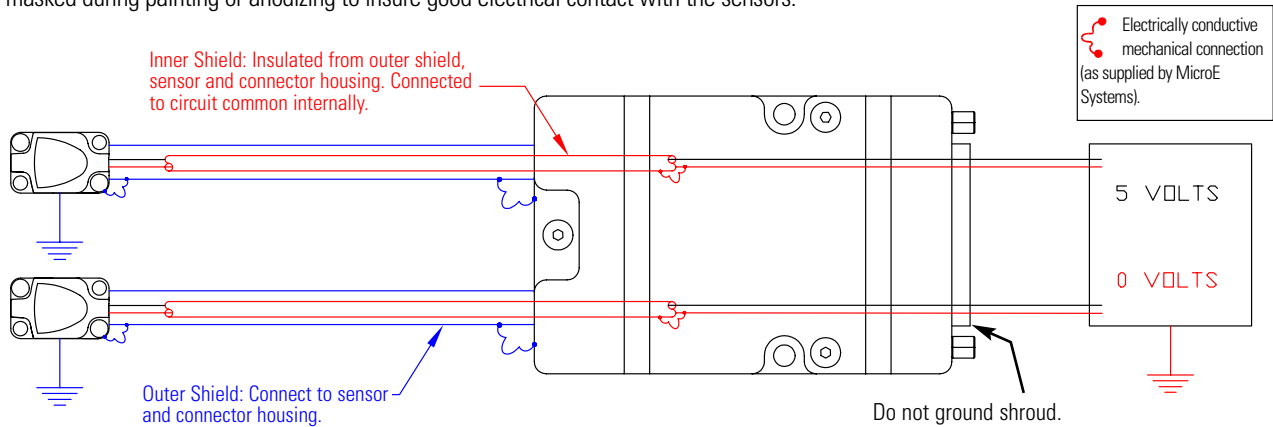 masked during painting or anodizing to insure good electrical contact with the sensors.
Electrically conductive
mechanical connection
(as supplied by MicroE
Systems).
Inner Shield: Insulated from outer shield,
sensor and connector housing. Connected
to circuit common internally.
5 VOLTS
0 VOLTS
Outer Shield: Connect to sensor
and connector housing.
Do not ground shroud.